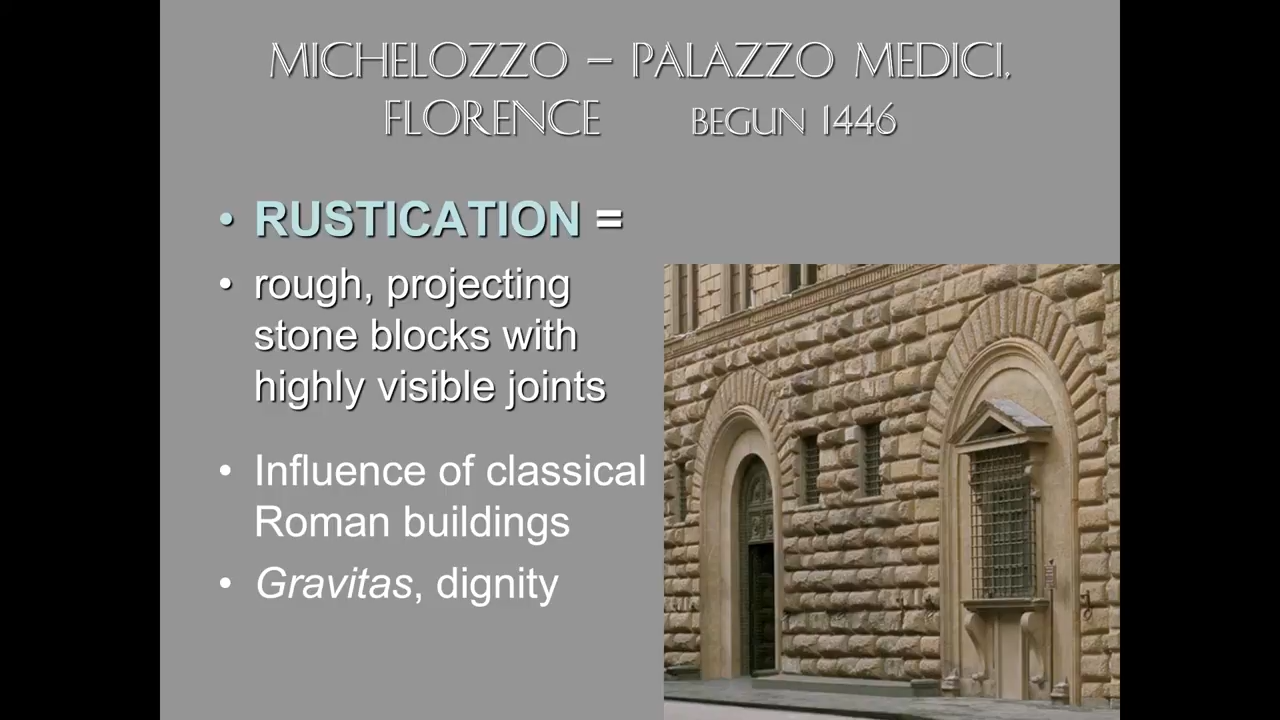 MICHELOZZO – PALAZZO MEDICI,
FLORENCE BEGUN 1446
• RUSTICATION =
• rough, projecting
stone blocks with
highly visible joints
• Influence of classical
Roman buildings
• Gravitas, dignity